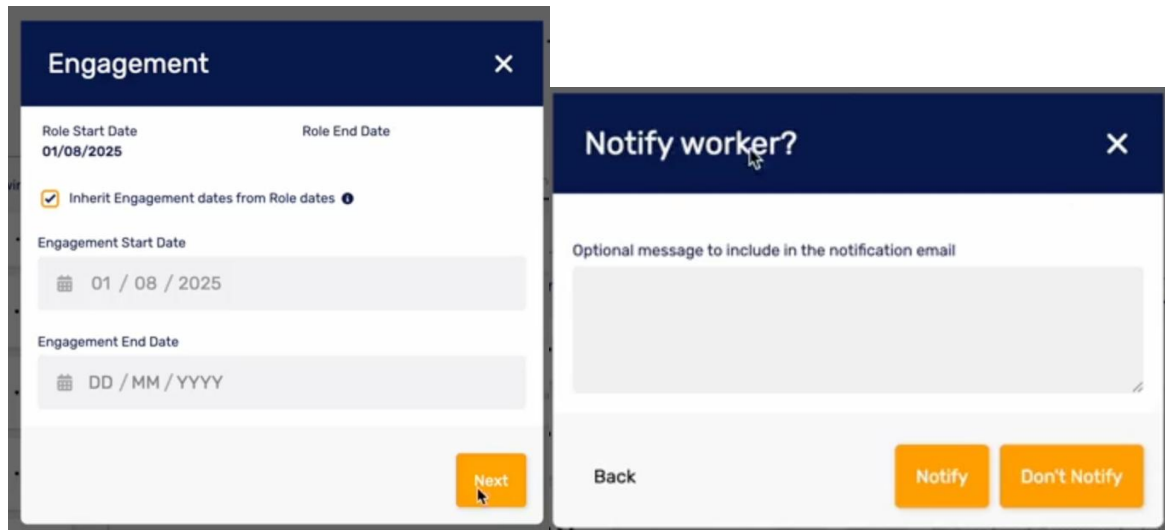 Engagement
Role Start Date
Role End Date
01/08/2025
Inherit Engagement dates from Role dates
Engagement Start Date
01 / 08 / 2025
Engagement End Date
DD / MM / YYYY
Next
Notify worker?
Optional message to include in the notification email
Back
Notify
Don't Notify